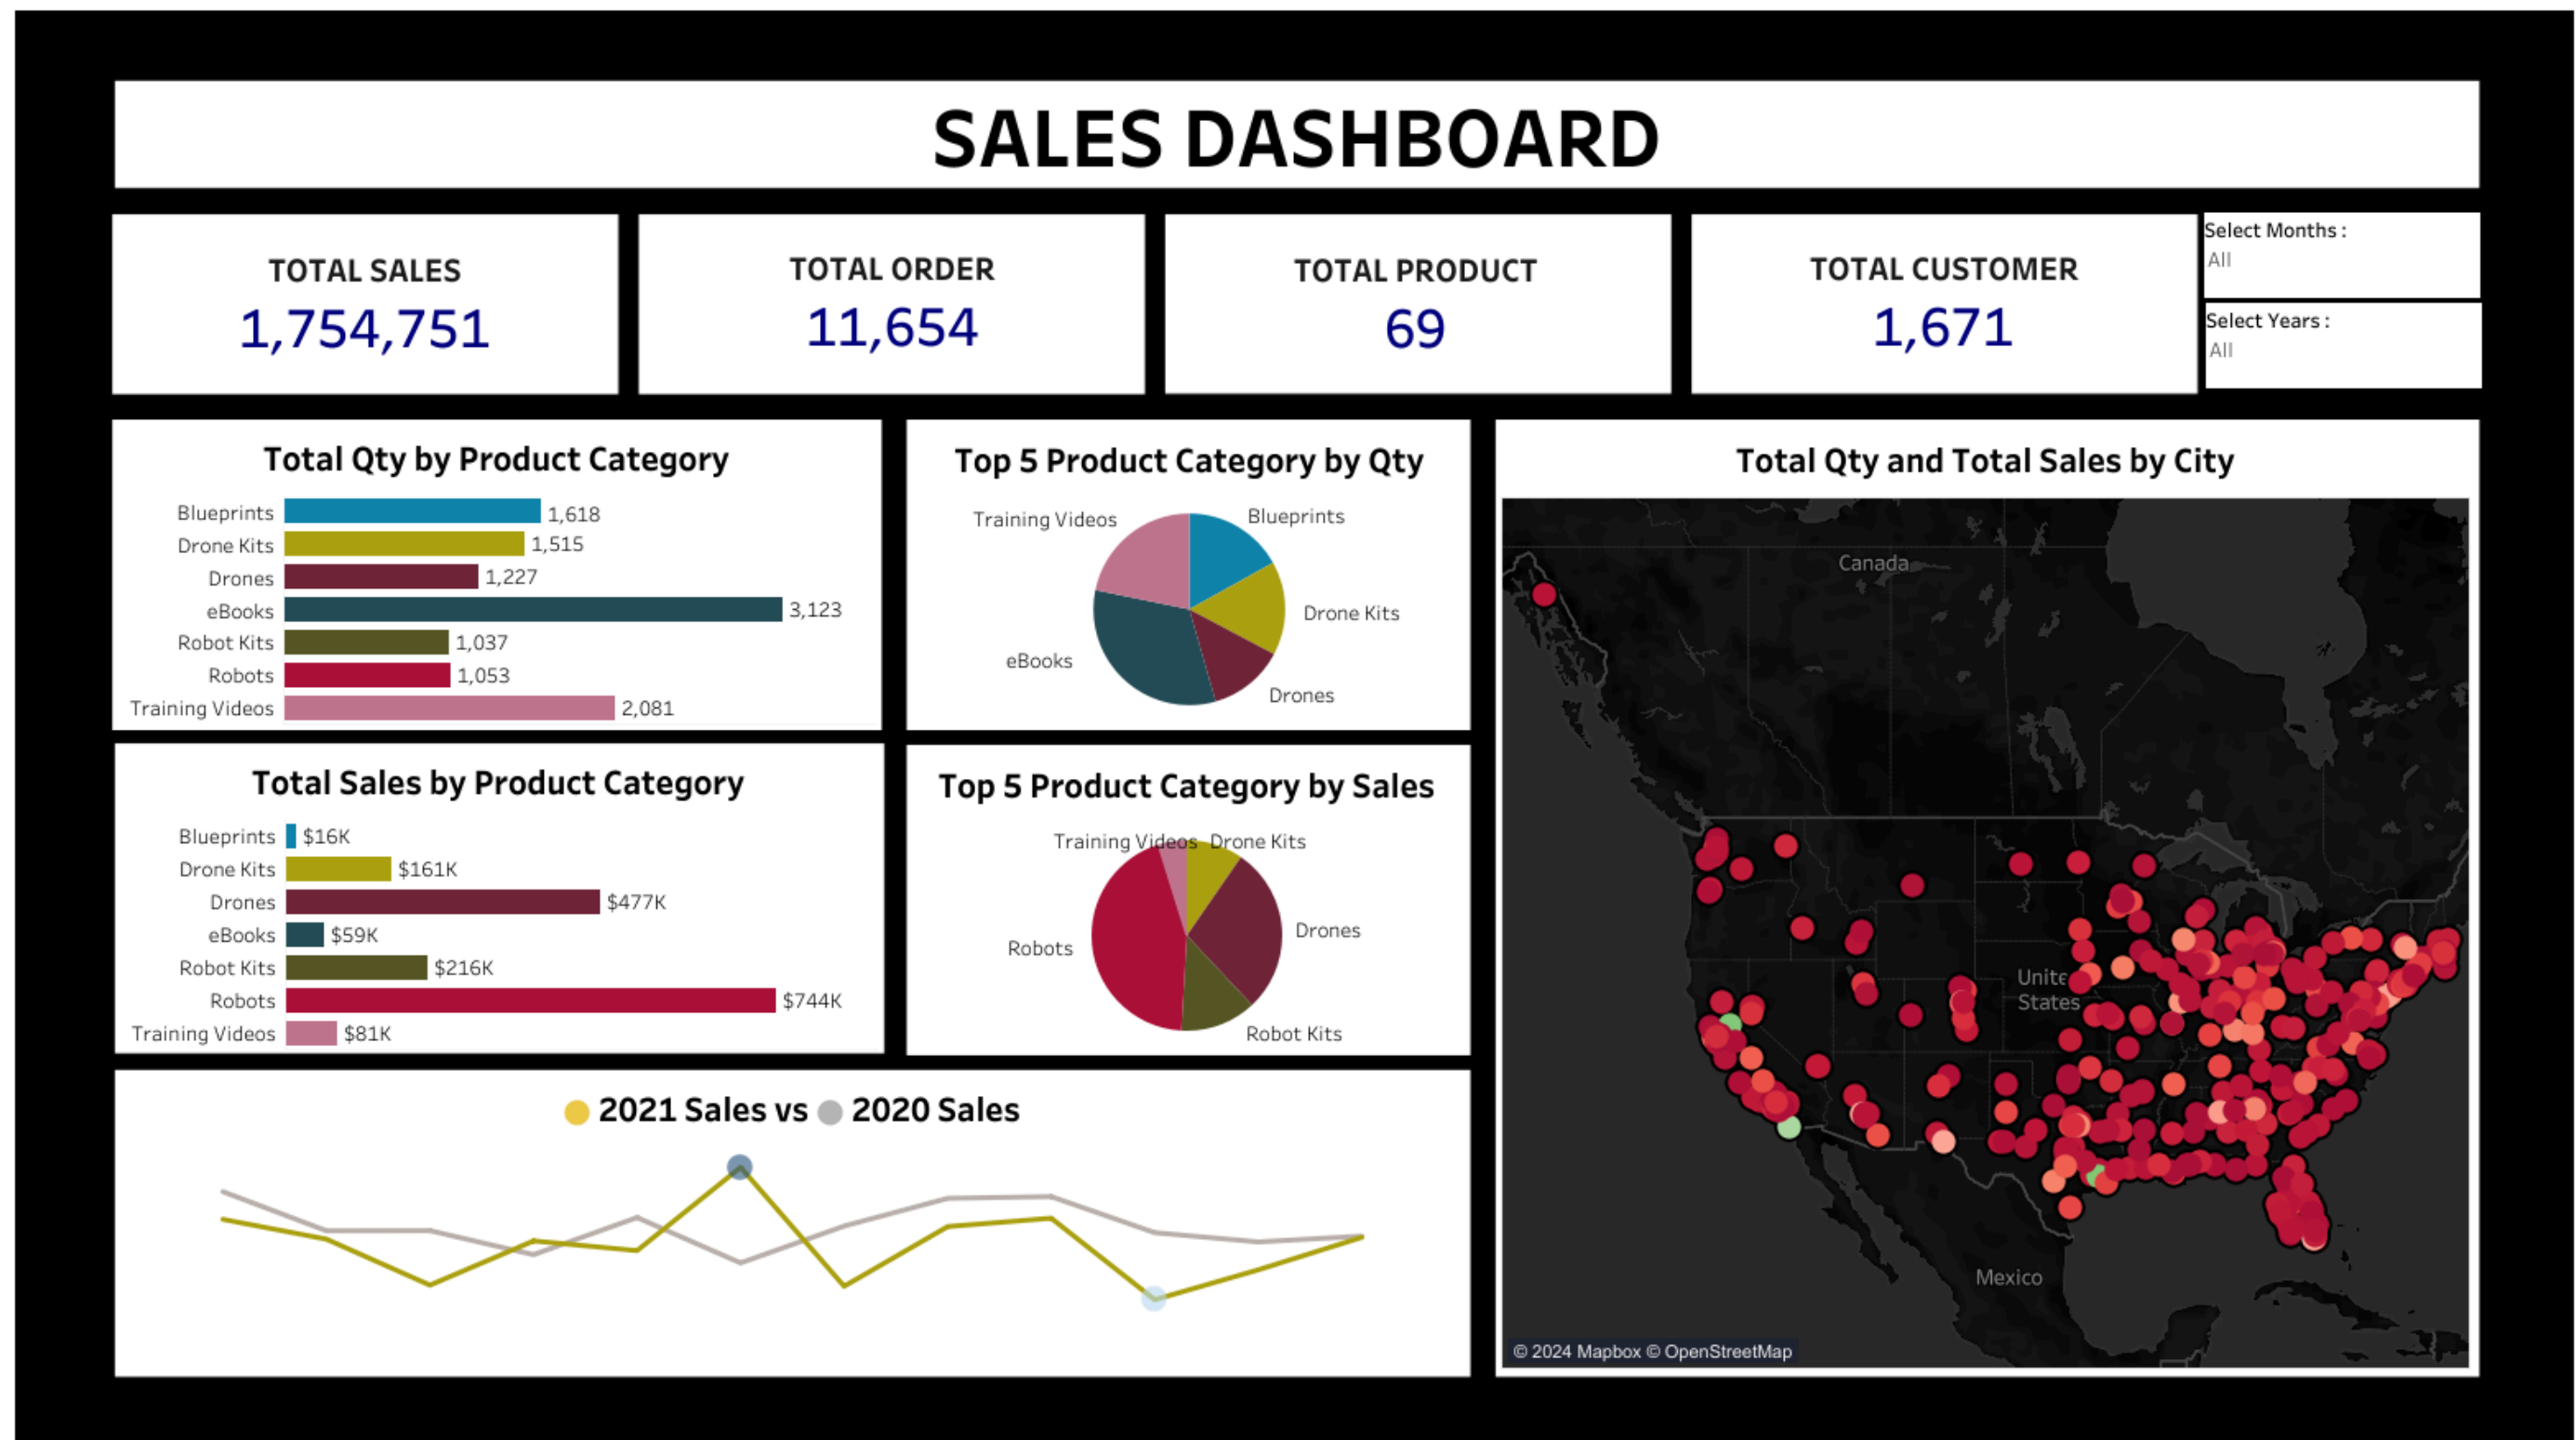 SALES DASHBOARD
TOTAL SALES
1,754,751
TOTAL ORDER
11,654
TOTAL PRODUCT
69
TOTAL CUSTOMER
1,671
Select Months :
All
Select Years :
All
Total Qty by Product Category
Blueprints 1,618
Drone Kits 1,515
Drones 1,227
eBooks 3,123
Robot Kits 1,037
Robots 1,053
Training Videos 2,081
Top 5 Product Category by Qty
Training Videos
Blueprints
Drone Kits
eBooks
Drones
Total Sales by Product Category
Blueprints $16K
Drone Kits $161K
Drones $477K
eBooks $59K
Robot Kits $216K
Robots $744K
Training Videos $81K
Top 5 Product Category by Sales
Training Videos Drone Kits
Drones
Robots
Robot Kits
2021 Sales vs 2020 Sales
Total Qty and Total Sales by City
Canada
Unite
States
Mexico
© 2024 Mapbox © OpenStreetMap